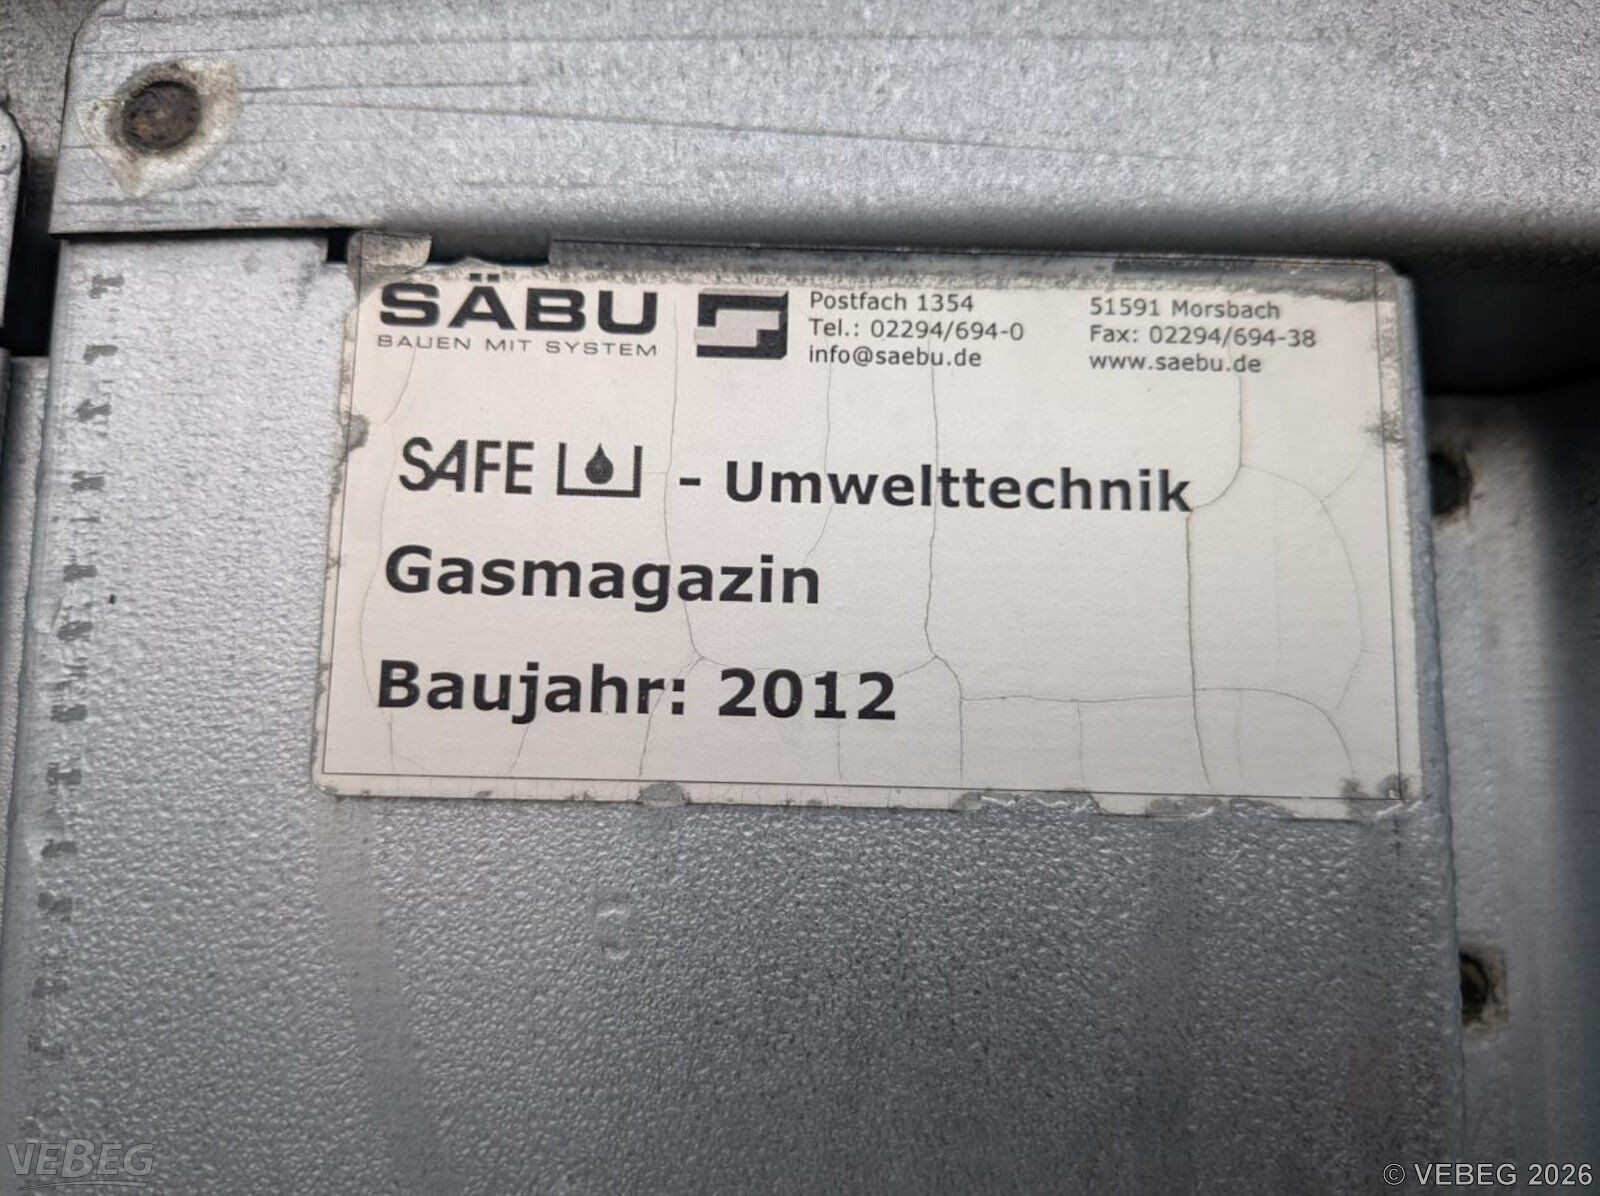 SÄBU
BAUEN MIT SYSTEM
Postfach 1354
Tel.: 02294/694-0
info@saebu.de
51591 Morsbach
Fax: 02294/694-38
www.saebu.de
SAFE - Umwelttechnik
Gasmagazin
Baujahr: 2012
VEBEG
© VEBEG 2026